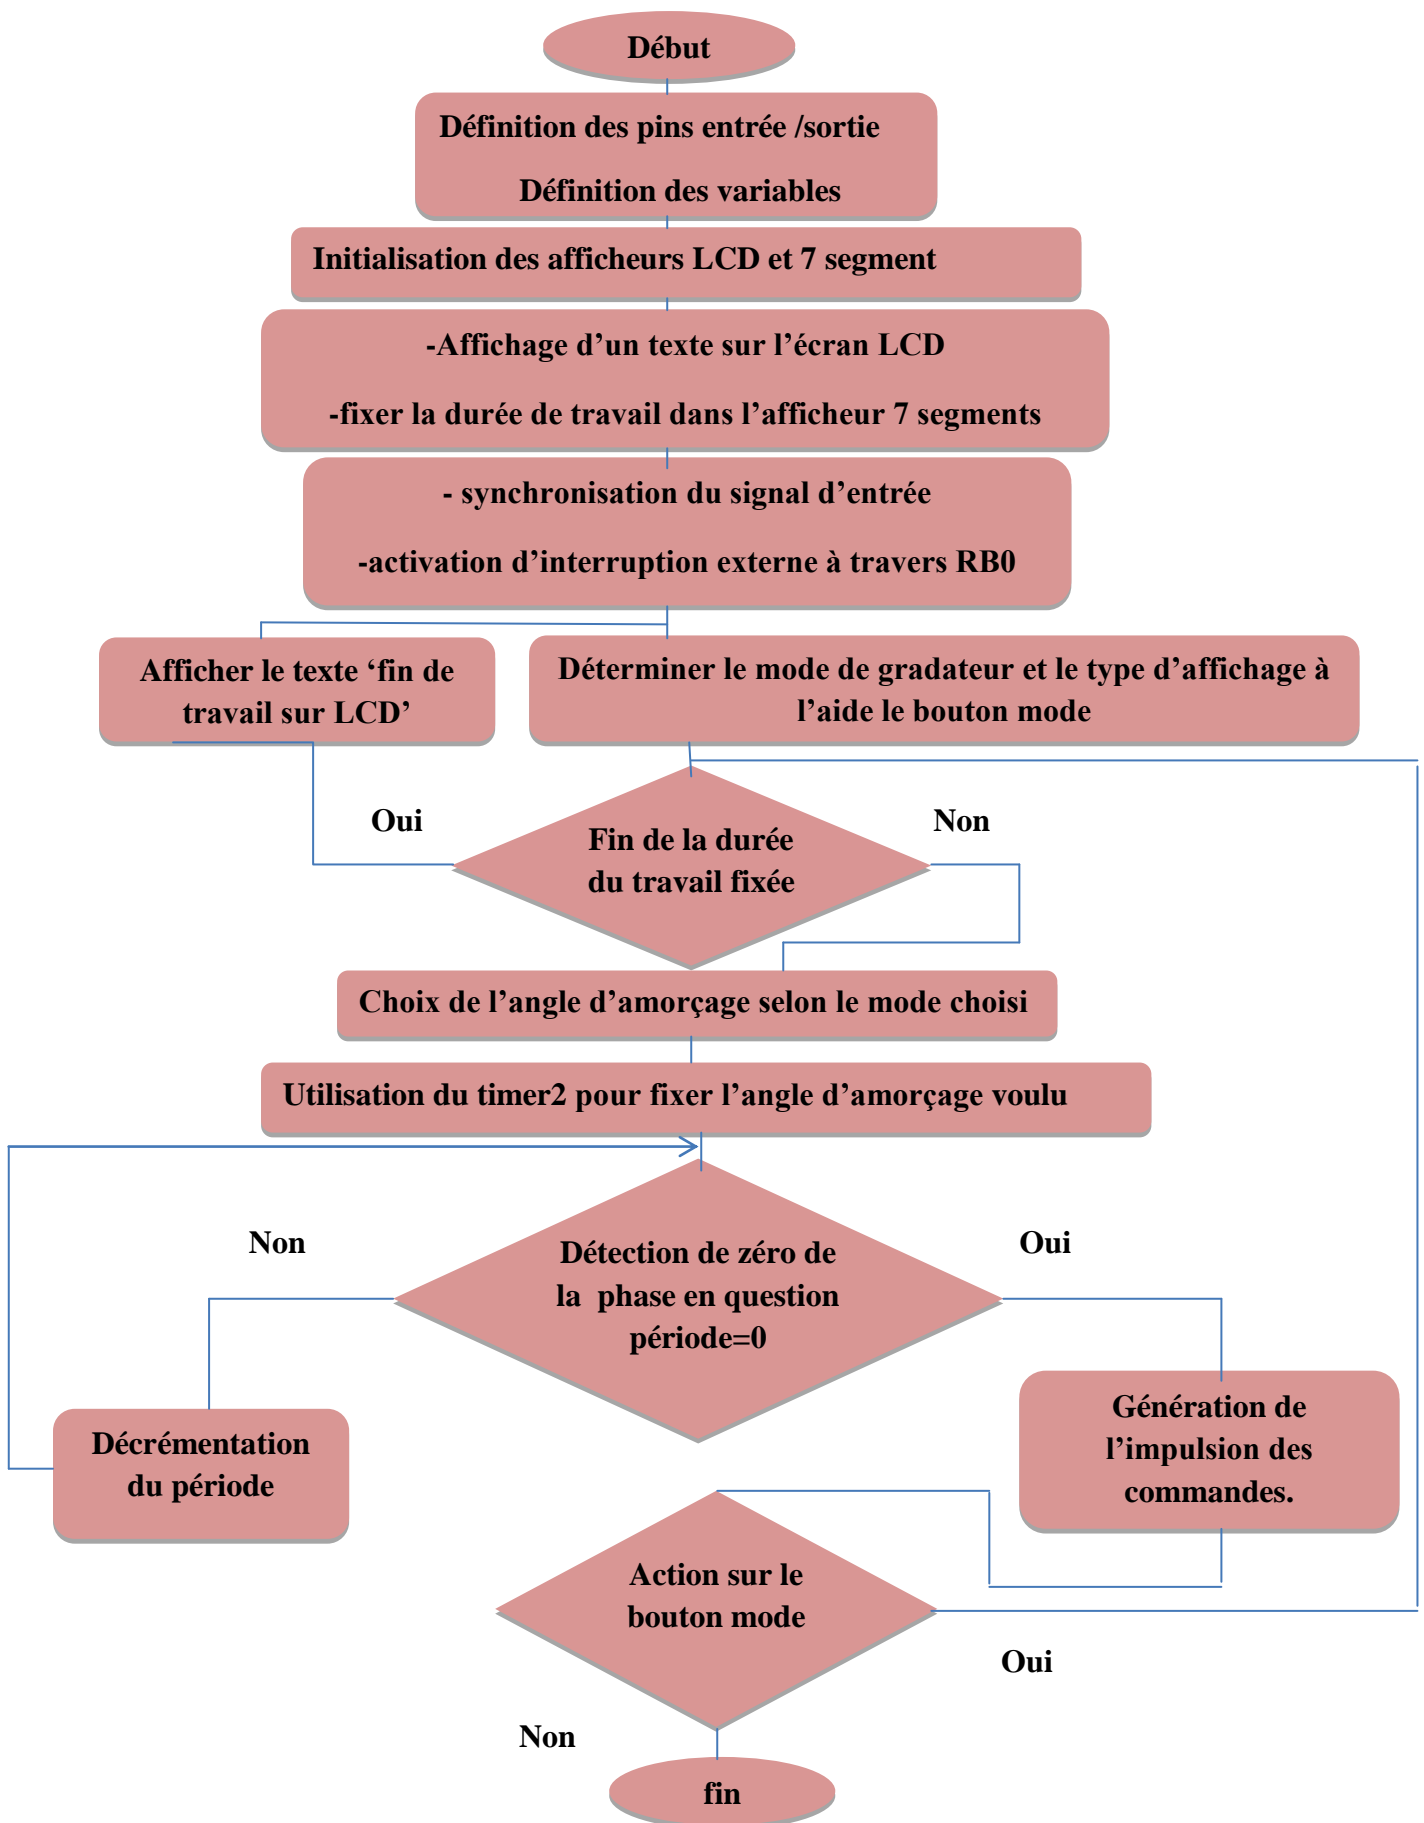 Début
Définition des pins entrée /sortie
Définition des variables
Initialisation des afficheurs LCD et 7 segment
-Affichage d’un texte sur l’écran LCD
-fixer la durée de travail dans l’afficheur 7 segments
- synchronisation du signal d’entrée
-activation d’interruption externe à travers RB0
Afficher le texte ‘fin de
travail sur LCD’
Déterminer le mode de gradateur et le type d’affichage à
l’aide le bouton mode
Oui
Non
Fin de la durée
du travail fixée
Choix de l’angle d’amorçage selon le mode choisi
Utilisation du timer2 pour fixer l’angle d’amorçage voulu
Non
Oui
Détection de zéro de
la phase en question
période=0
Décrémentation
du période
Génération de
l’impulsion des
commandes.
Action sur le
bouton mode
Oui
Non
fin